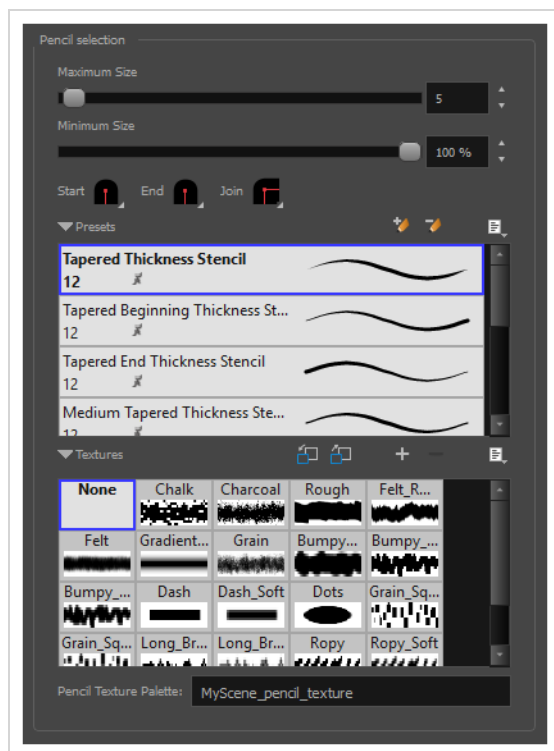 Pencil selection
Maximum Size
5
Minimum Size
100 %
Start End Join
Presets
Tapered Thickness Stencil
12
Tapered Beginning Thickness St...
12
Tapered End Thickness Stencil
12
Medium Tapered Thickness Ste...
12
Textures
None Chalk Charcoal Rough Felt_R...
Felt Gradient... Grain Bumpy... Bumpy_...
Bumpy_... Dash Dash_Soft Dots Grain_Sq...
Grain_Sq... Long_Br... Long_Br... Ropy Ropy_Soft
Pencil Texture Palette: MyScene_pencil_texture